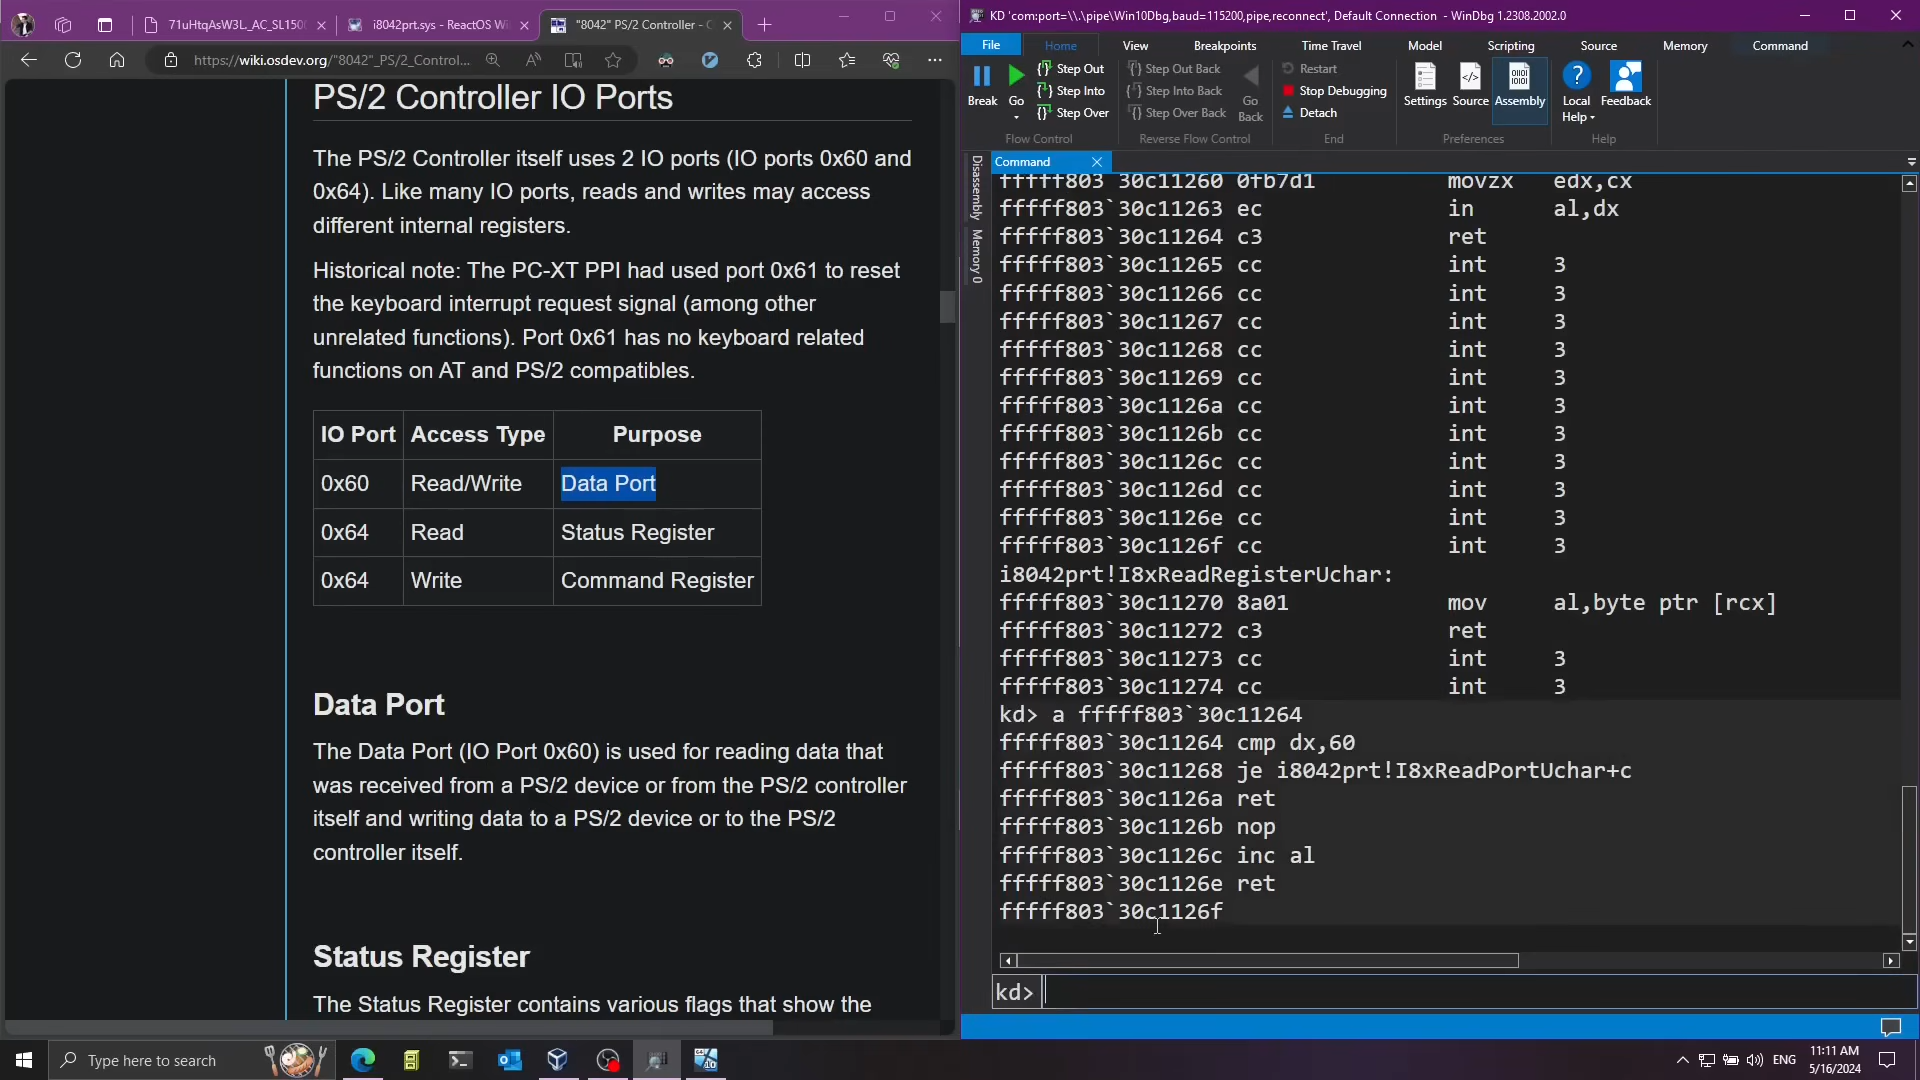 71uHtqAsW3L_AC_SL150
i8042prt.sys - ReactOS Wi
"8042" PS/2 Controller - O
https://wiki.osdev.org/"8042"_PS/2_Control...
PS/2 Controller IO Ports
The PS/2 Controller itself uses 2 IO ports (IO ports 0x60 and
0x64). Like many IO ports, reads and writes may access
different internal registers.
Historical note: The PC-XT PPI had used port 0x61 to reset
the keyboard interrupt request signal (among other
unrelated functions). Port 0x61 has no keyboard related
functions on AT and PS/2 compatibles.
IO Port Access Type Purpose
0x60 Read/Write Data Port
0x64 Read Status Register
0x64 Write Command Register
Data Port
The Data Port (IO Port 0x60) is used for reading data that
was received from a PS/2 device or from the PS/2 controller
itself and writing data to a PS/2 device or to the PS/2
controller itself.
Status Register
The Status Register contains various flags that show the
KD 'com:port=\\.\pipe\Win10Dbg,baud=115200,pipe,reconnect', Default Connection - WinDbg 1.2308.2002.0
File Home View Breakpoints Time Travel Model Scripting Source Memory Command
Break Go
Step Out
Step Into
Step Over
Flow Control
Step Out Back
Step Into Back
Step Over Back
Go
Back
Reverse Flow Control
Restart
Stop Debugging
Detach
End
Settings Source Assembly
Preferences
Local
Help
Feedback
Help
Disassembly
Memory 0
Command
fffff803`30c11260 0fb7d1 movzx edx,cx
fffff803`30c11263 ec in al,dx
fffff803`30c11264 c3 ret
fffff803`30c11265 cc int 3
fffff803`30c11266 cc int 3
fffff803`30c11267 cc int 3
fffff803`30c11268 cc int 3
fffff803`30c11269 cc int 3
fffff803`30c1126a cc int 3
fffff803`30c1126b cc int 3
fffff803`30c1126c cc int 3
fffff803`30c1126d cc int 3
fffff803`30c1126e cc int 3
fffff803`30c1126f cc int 3
i8042prt!I8xReadRegisterUchar:
fffff803`30c11270 8a01 mov al,byte ptr [rcx]
fffff803`30c11272 c3 ret
fffff803`30c11273 cc int 3
fffff803`30c11274 cc int 3
kd> a fffff803`30c11264
fffff803`30c11264 cmp dx,60
fffff803`30c11268 je i8042prt!I8xReadPortUchar+c
fffff803`30c1126a ret
fffff803`30c1126b nop
fffff803`30c1126c inc al
fffff803`30c1126e ret
fffff803`30c1126f
kd>
Type here to search
ENG
11:11 AM
5/16/2024